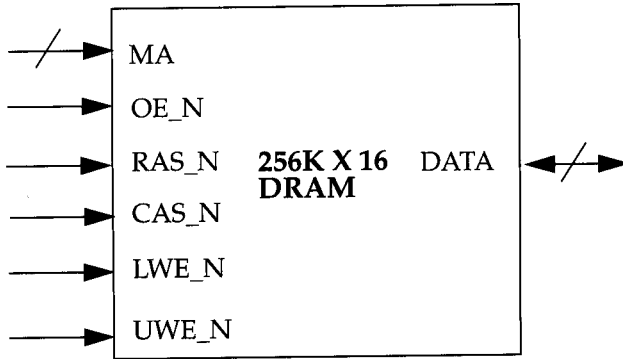 MA
OE_N
RAS_N 256K X 16 DATA
DRAM
CAS_N
LWE_N
UWE_N